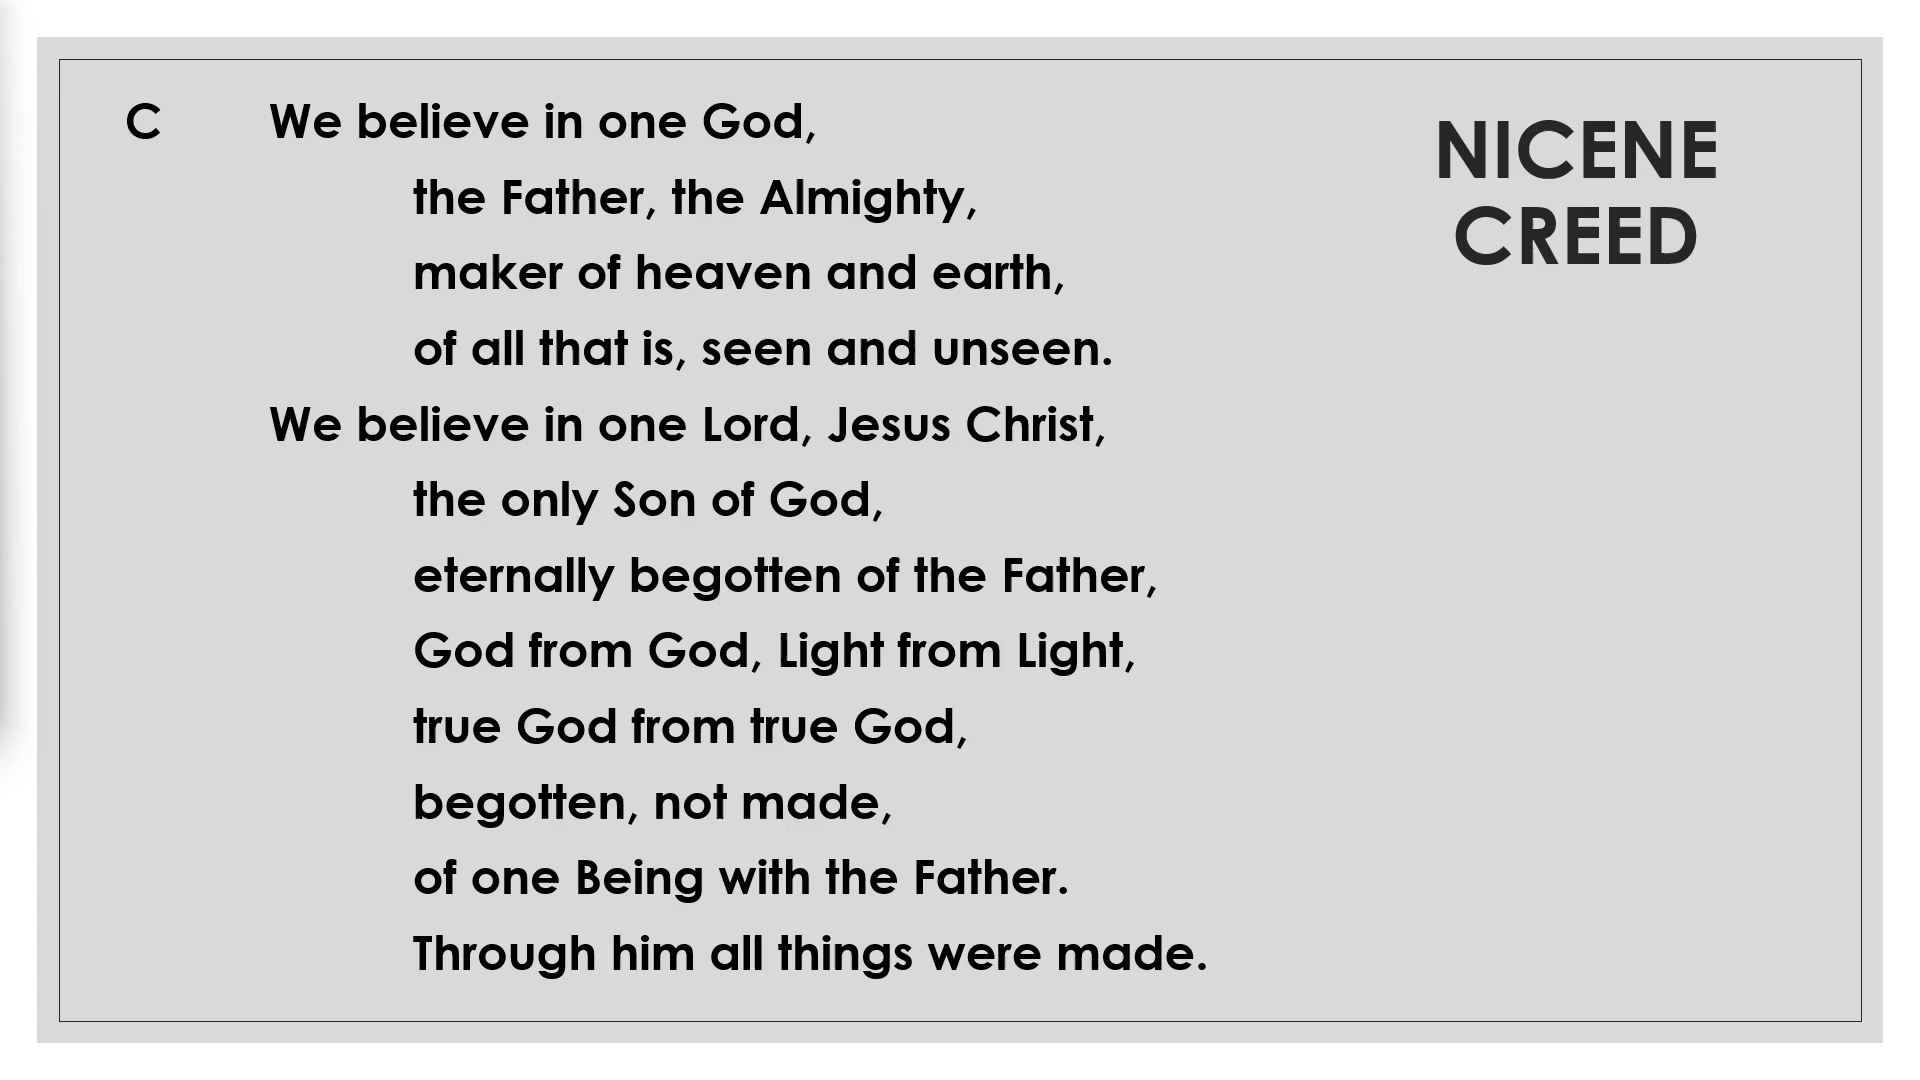 C We believe in one God,
the Father, the Almighty,
maker of heaven and earth,
of all that is, seen and unseen.
We believe in one Lord, Jesus Christ,
the only Son of God,
eternally begotten of the Father,
God from God, Light from Light,
true God from true God,
begotten, not made,
of one Being with the Father.
Through him all things were made.
NICENE
CREED